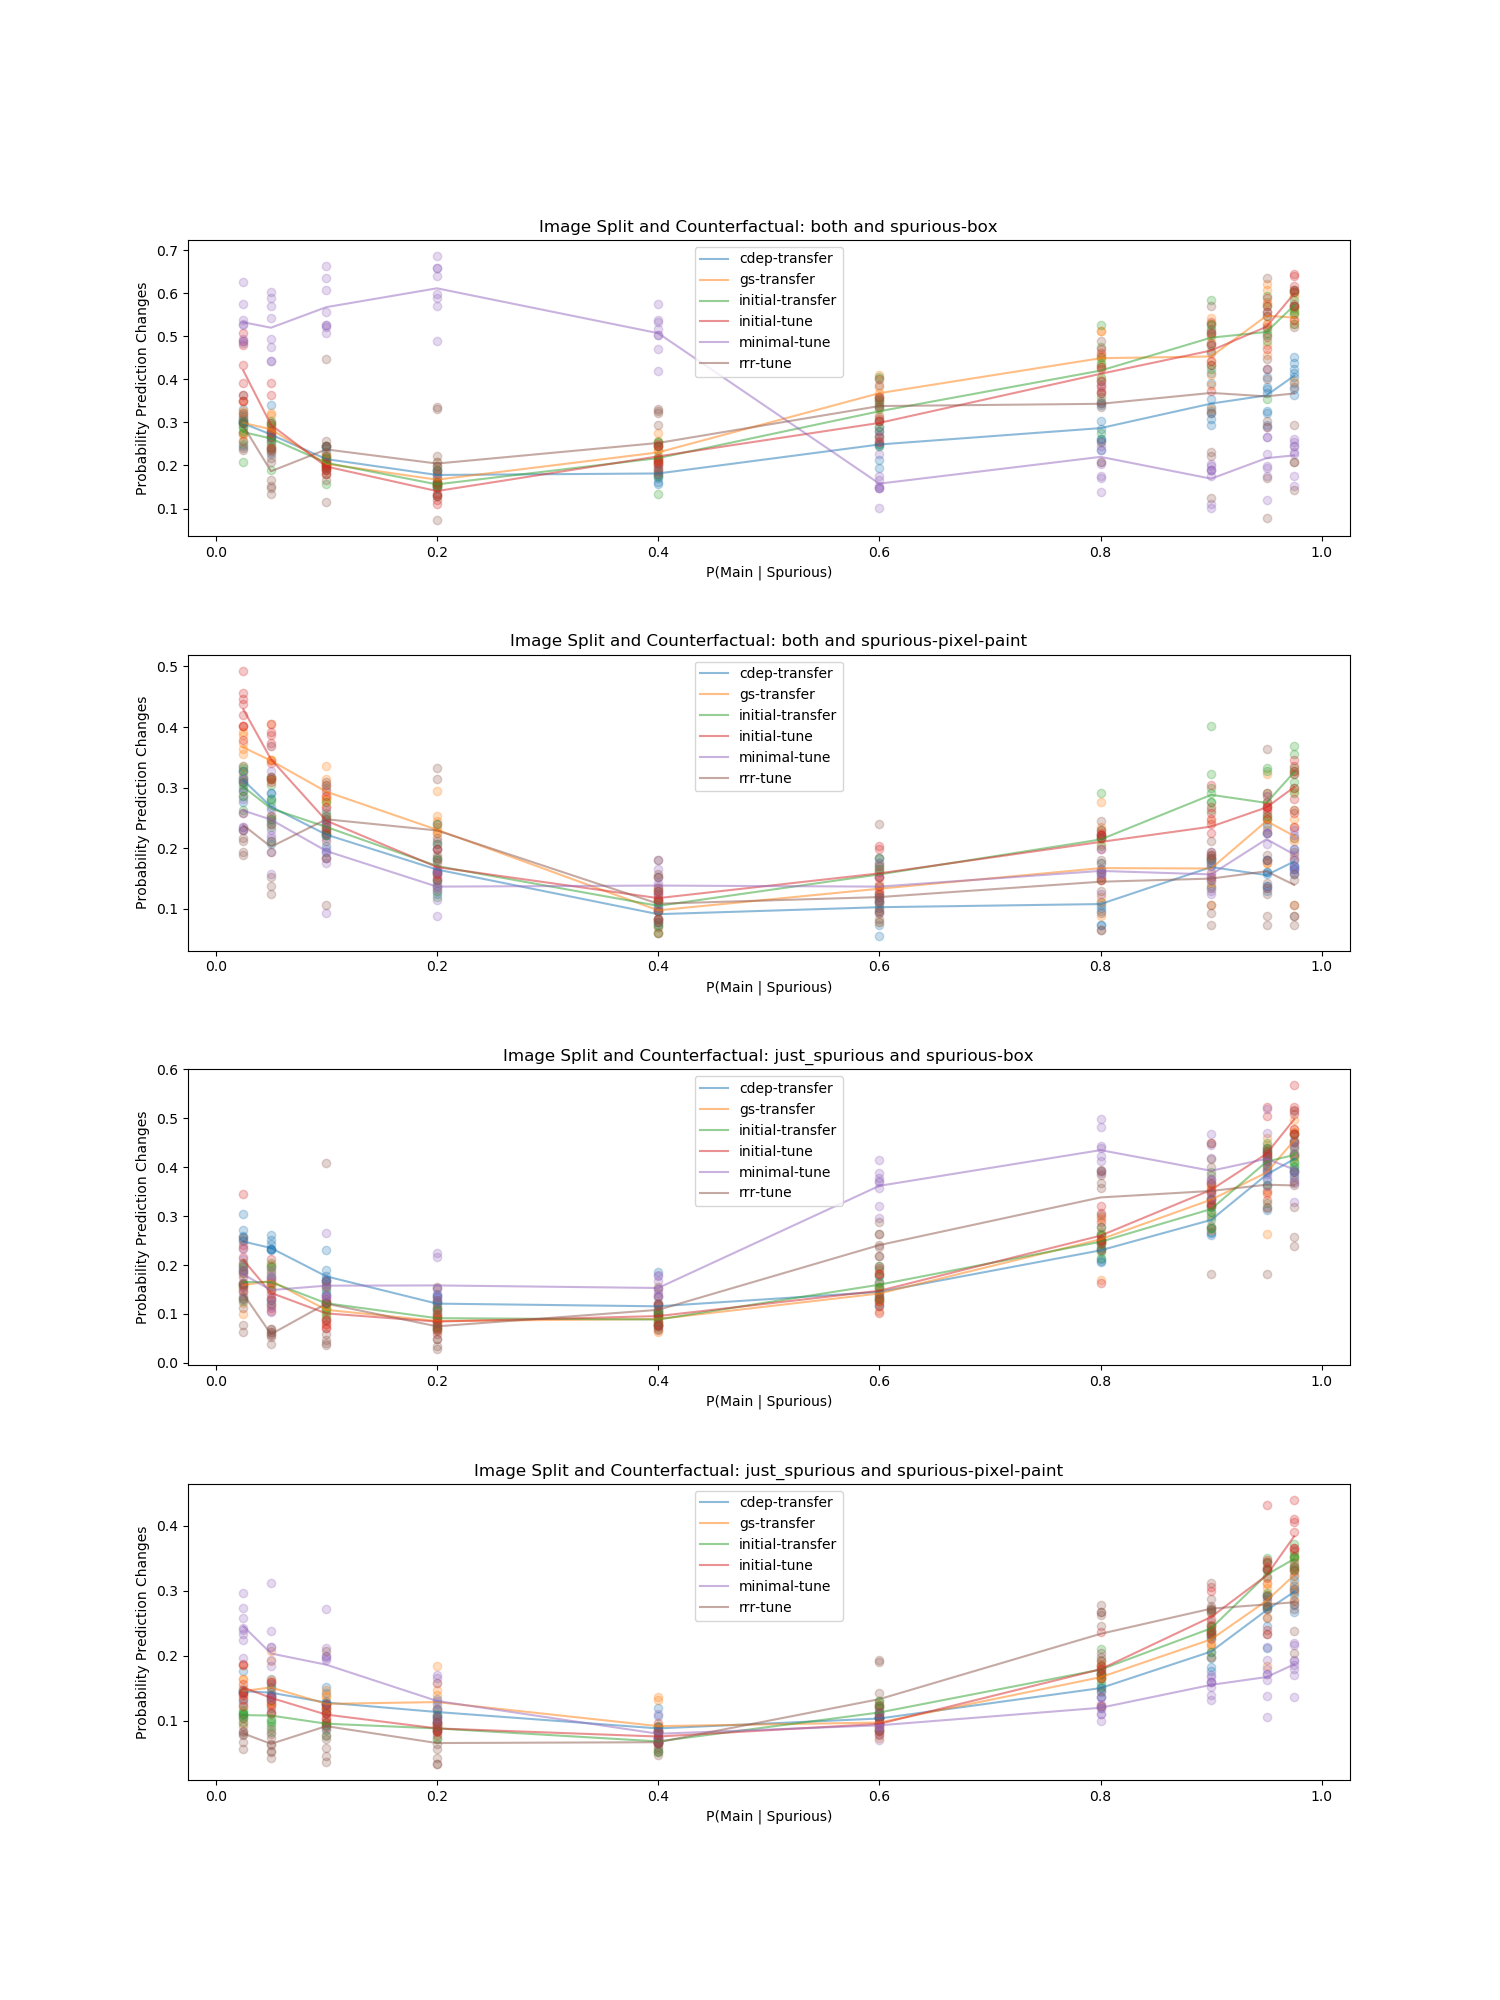 Image Split and Counterfactual: both and spurious-box
0.7
0.6
0.5
0.4
0.3
0.2
0.1
Probability Prediction Changes
cdep-transfer
gs-transfer
initial-transfer
initial-tune
minimal-tune
rrr-tune
0.0 0.2 0.4 0.6 0.8 1.0
P(Main | Spurious)
Image Split and Counterfactual: both and spurious-pixel-paint
0.5
0.4
0.3
0.2
0.1
Probability Prediction Changes
cdep-transfer
gs-transfer
initial-transfer
initial-tune
minimal-tune
rrr-tune
0.0 0.2 0.4 0.6 0.8 1.0
P(Main | Spurious)
Image Split and Counterfactual: just_spurious and spurious-box
0.6
0.5
0.4
0.3
0.2
0.1
0.0
Probability Prediction Changes
cdep-transfer
gs-transfer
initial-transfer
initial-tune
minimal-tune
rrr-tune
0.0 0.2 0.4 0.6 0.8 1.0
P(Main | Spurious)
Image Split and Counterfactual: just_spurious and spurious-pixel-paint
0.4
0.3
0.2
0.1
Probability Prediction Changes
cdep-transfer
gs-transfer
initial-transfer
initial-tune
minimal-tune
rrr-tune
0.0 0.2 0.4 0.6 0.8 1.0
P(Main | Spurious)